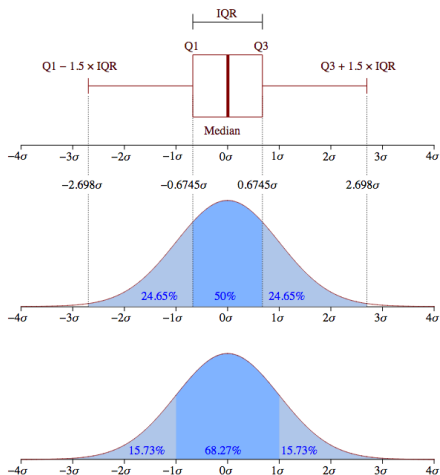 IQR
Q1 Q3
Q1 − 1.5 × IQR Q3 + 1.5 × IQR
Median
−4σ −3σ −2σ −1σ 0σ 1σ 2σ 3σ 4σ
−2.698σ −0.6745σ 0.6745σ 2.698σ
24.65% 50% 24.65%
−4σ −3σ −2σ −1σ 0σ 1σ 2σ 3σ 4σ
15.73% 68.27% 15.73%
−4σ −3σ −2σ −1σ 0σ 1σ 2σ 3σ 4σ